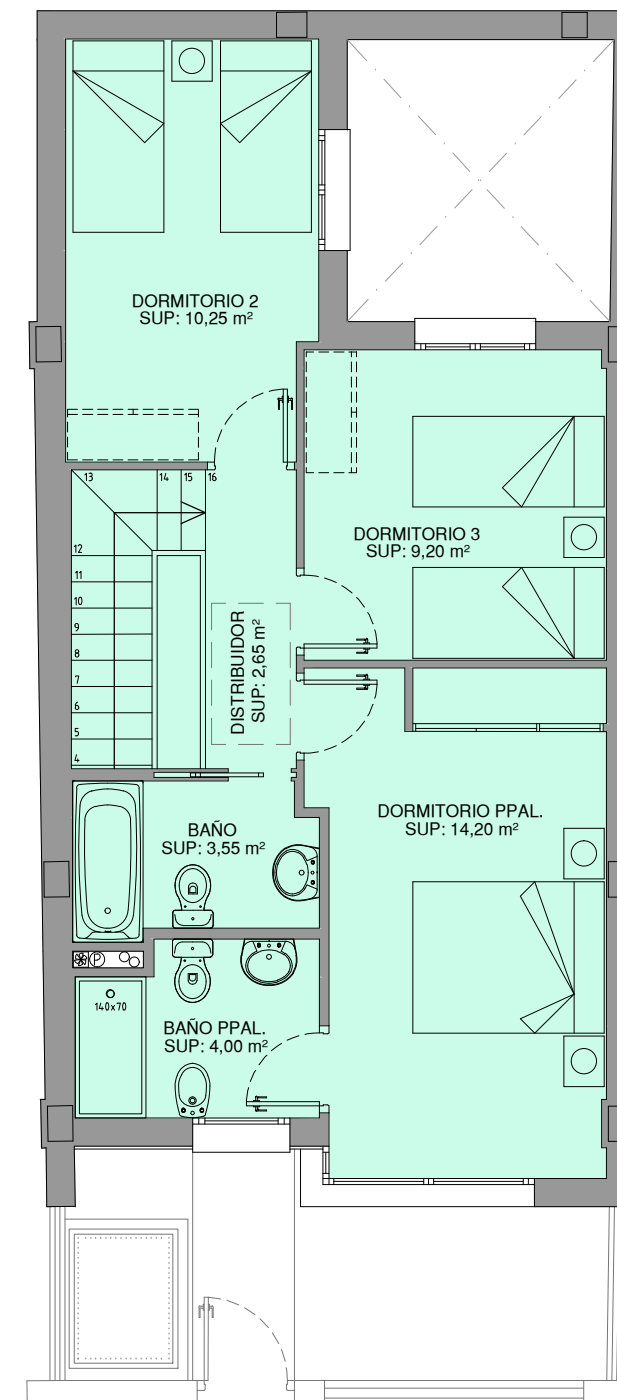 DORMITORIO 2
SUP: 10,25 m²
13
14
15
16
12
11
10
9
8
7
6
5
4
DORMITORIO 3
SUP: 9,20 m²
DISTRIBUIDOR
SUP: 2,65 m²
DORMITORIO PPAL.
SUP: 14,20 m²
BAÑO
SUP: 3,55 m²
P
140x70
BAÑO PPAL.
SUP: 4,00 m²